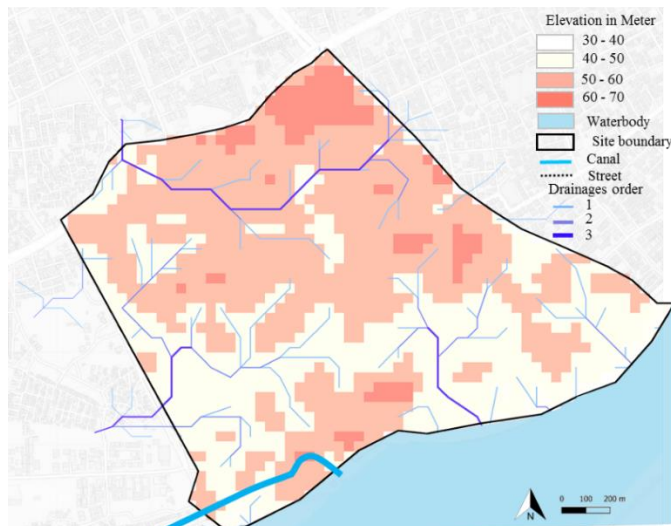 Elevation in Meter
30 - 40
40 - 50
50 - 60
60 - 70
Waterbody
Site boundary
Canal
Street
Drainages order
1
2
3
N
0 100 200 m